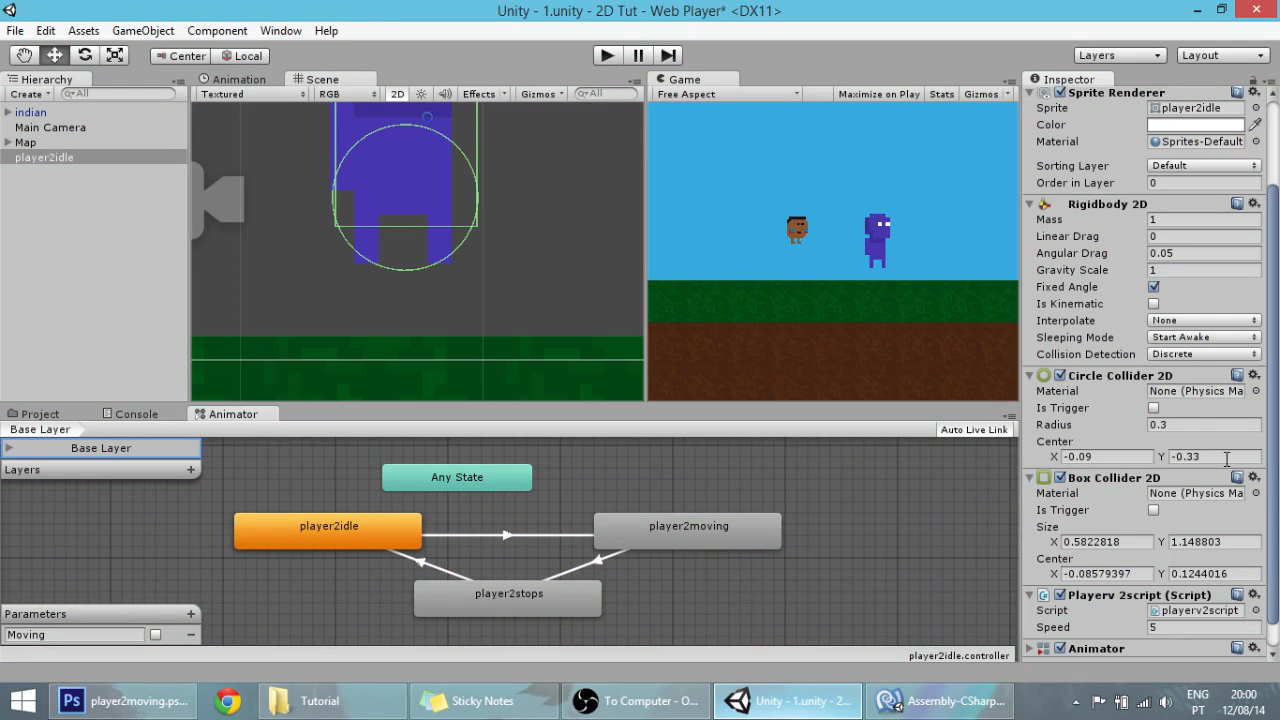 Unity - 1.unity - 2D Tut - Web Player* <DX11>
File Edit Assets GameObject Component Window Help
Center Local Layers Layout
Hierarchy Animation Scene Game Inspector
Create All Textured RGB 2D Effects Gizmos All Free Aspect Maximize on Play Stats Gizmos
Sprite Renderer
indian
Main Camera
Map
player2idle
Sprite player2idle
Color
Material Sprites-Default
Sorting Layer Default
Order in Layer 0
Rigidbody 2D
Mass 1
Linear Drag 0
Angular Drag 0.05
Gravity Scale 1
Fixed Angle
Is Kinematic
Interpolate None
Sleeping Mode Start Awake
Collision Detection Discrete
Circle Collider 2D
Material None (Physics Ma
Is Trigger
Radius 0.3
Center
X -0.09 Y -0.33
Box Collider 2D
Material None (Physics Ma
Is Trigger
Size
X 0.5822818 Y 1.148803
Center
X -0.08579397 Y 0.1244016
Playerv 2script (Script)
Script playerv2script
Speed 5
Animator
Project Console Animator
Base Layer Auto Live Link
Base Layer
Layers
Any State
player2idle player2moving
player2stops
Parameters
Moving
player2idle.controller
Ps player2moving.ps... Tutorial Sticky Notes To Computer - O... Unity - 1.unity - 2... Assembly-CSharp...
POR
PTB2
20:00
12/08/14